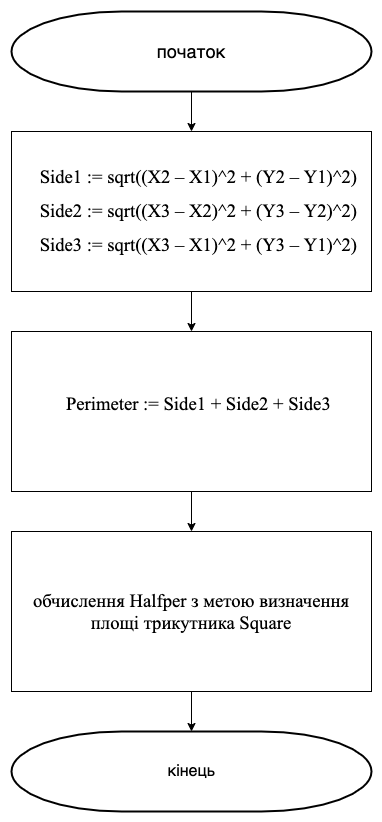 початок
Side1 := sqrt((X2 – X1)^2 + (Y2 – Y1)^2)
Side2 := sqrt((X3 – X2)^2 + (Y3 – Y2)^2)
Side3 := sqrt((X3 – X1)^2 + (Y3 – Y1)^2)
Perimeter := Side1 + Side2 + Side3
обчислення Halfper з метою визначення
площі трикутника Square
кінець